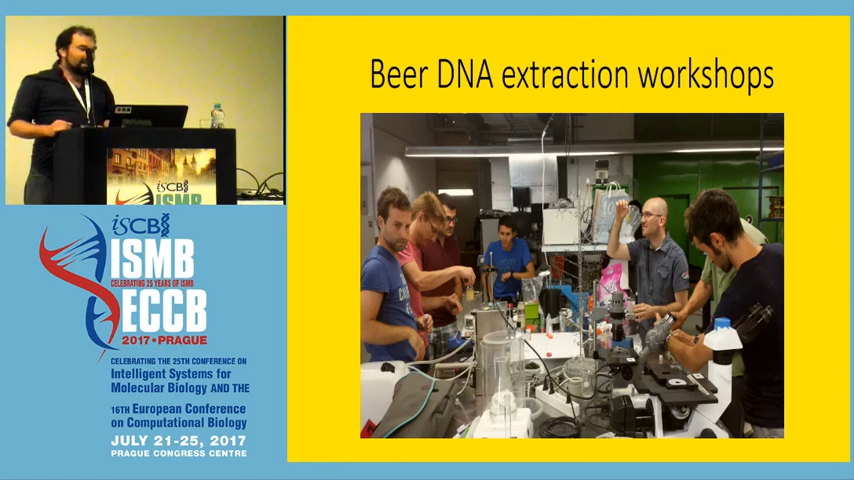 Beer DNA extraction workshops
iSCB
ISMB
iSCB
ISMB
CELEBRATING 25 YEARS OF ISMB
ECCB
2017 • PRAGUE
CELEBRATING THE 25TH CONFERENCE ON
Intelligent Systems for
Molecular Biology AND THE
16TH European Conference
on Computational Biology
JULY 21-25, 2017
PRAGUE CONGRESS CENTRE